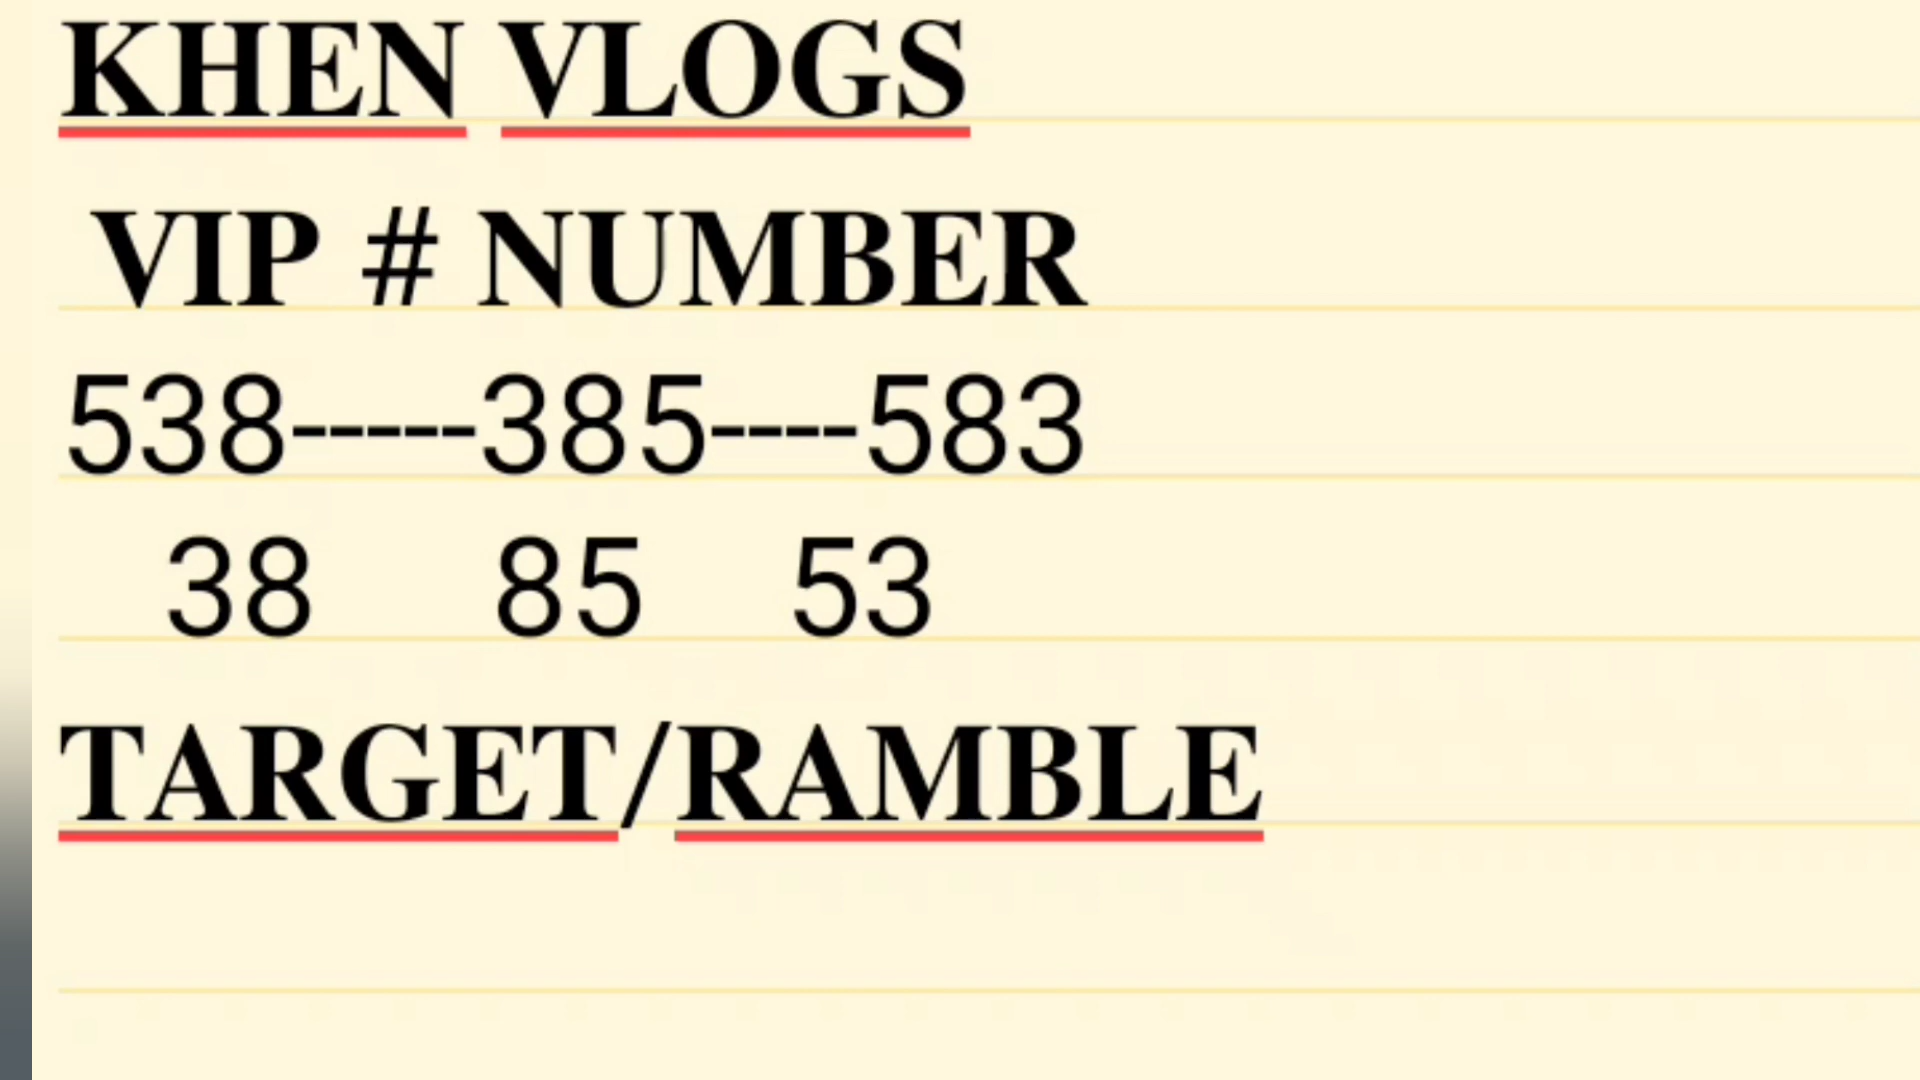 KHEN VLOGS
VIP # NUMBER
538-----385----583
38 85 53
TARGET/RAMBLE